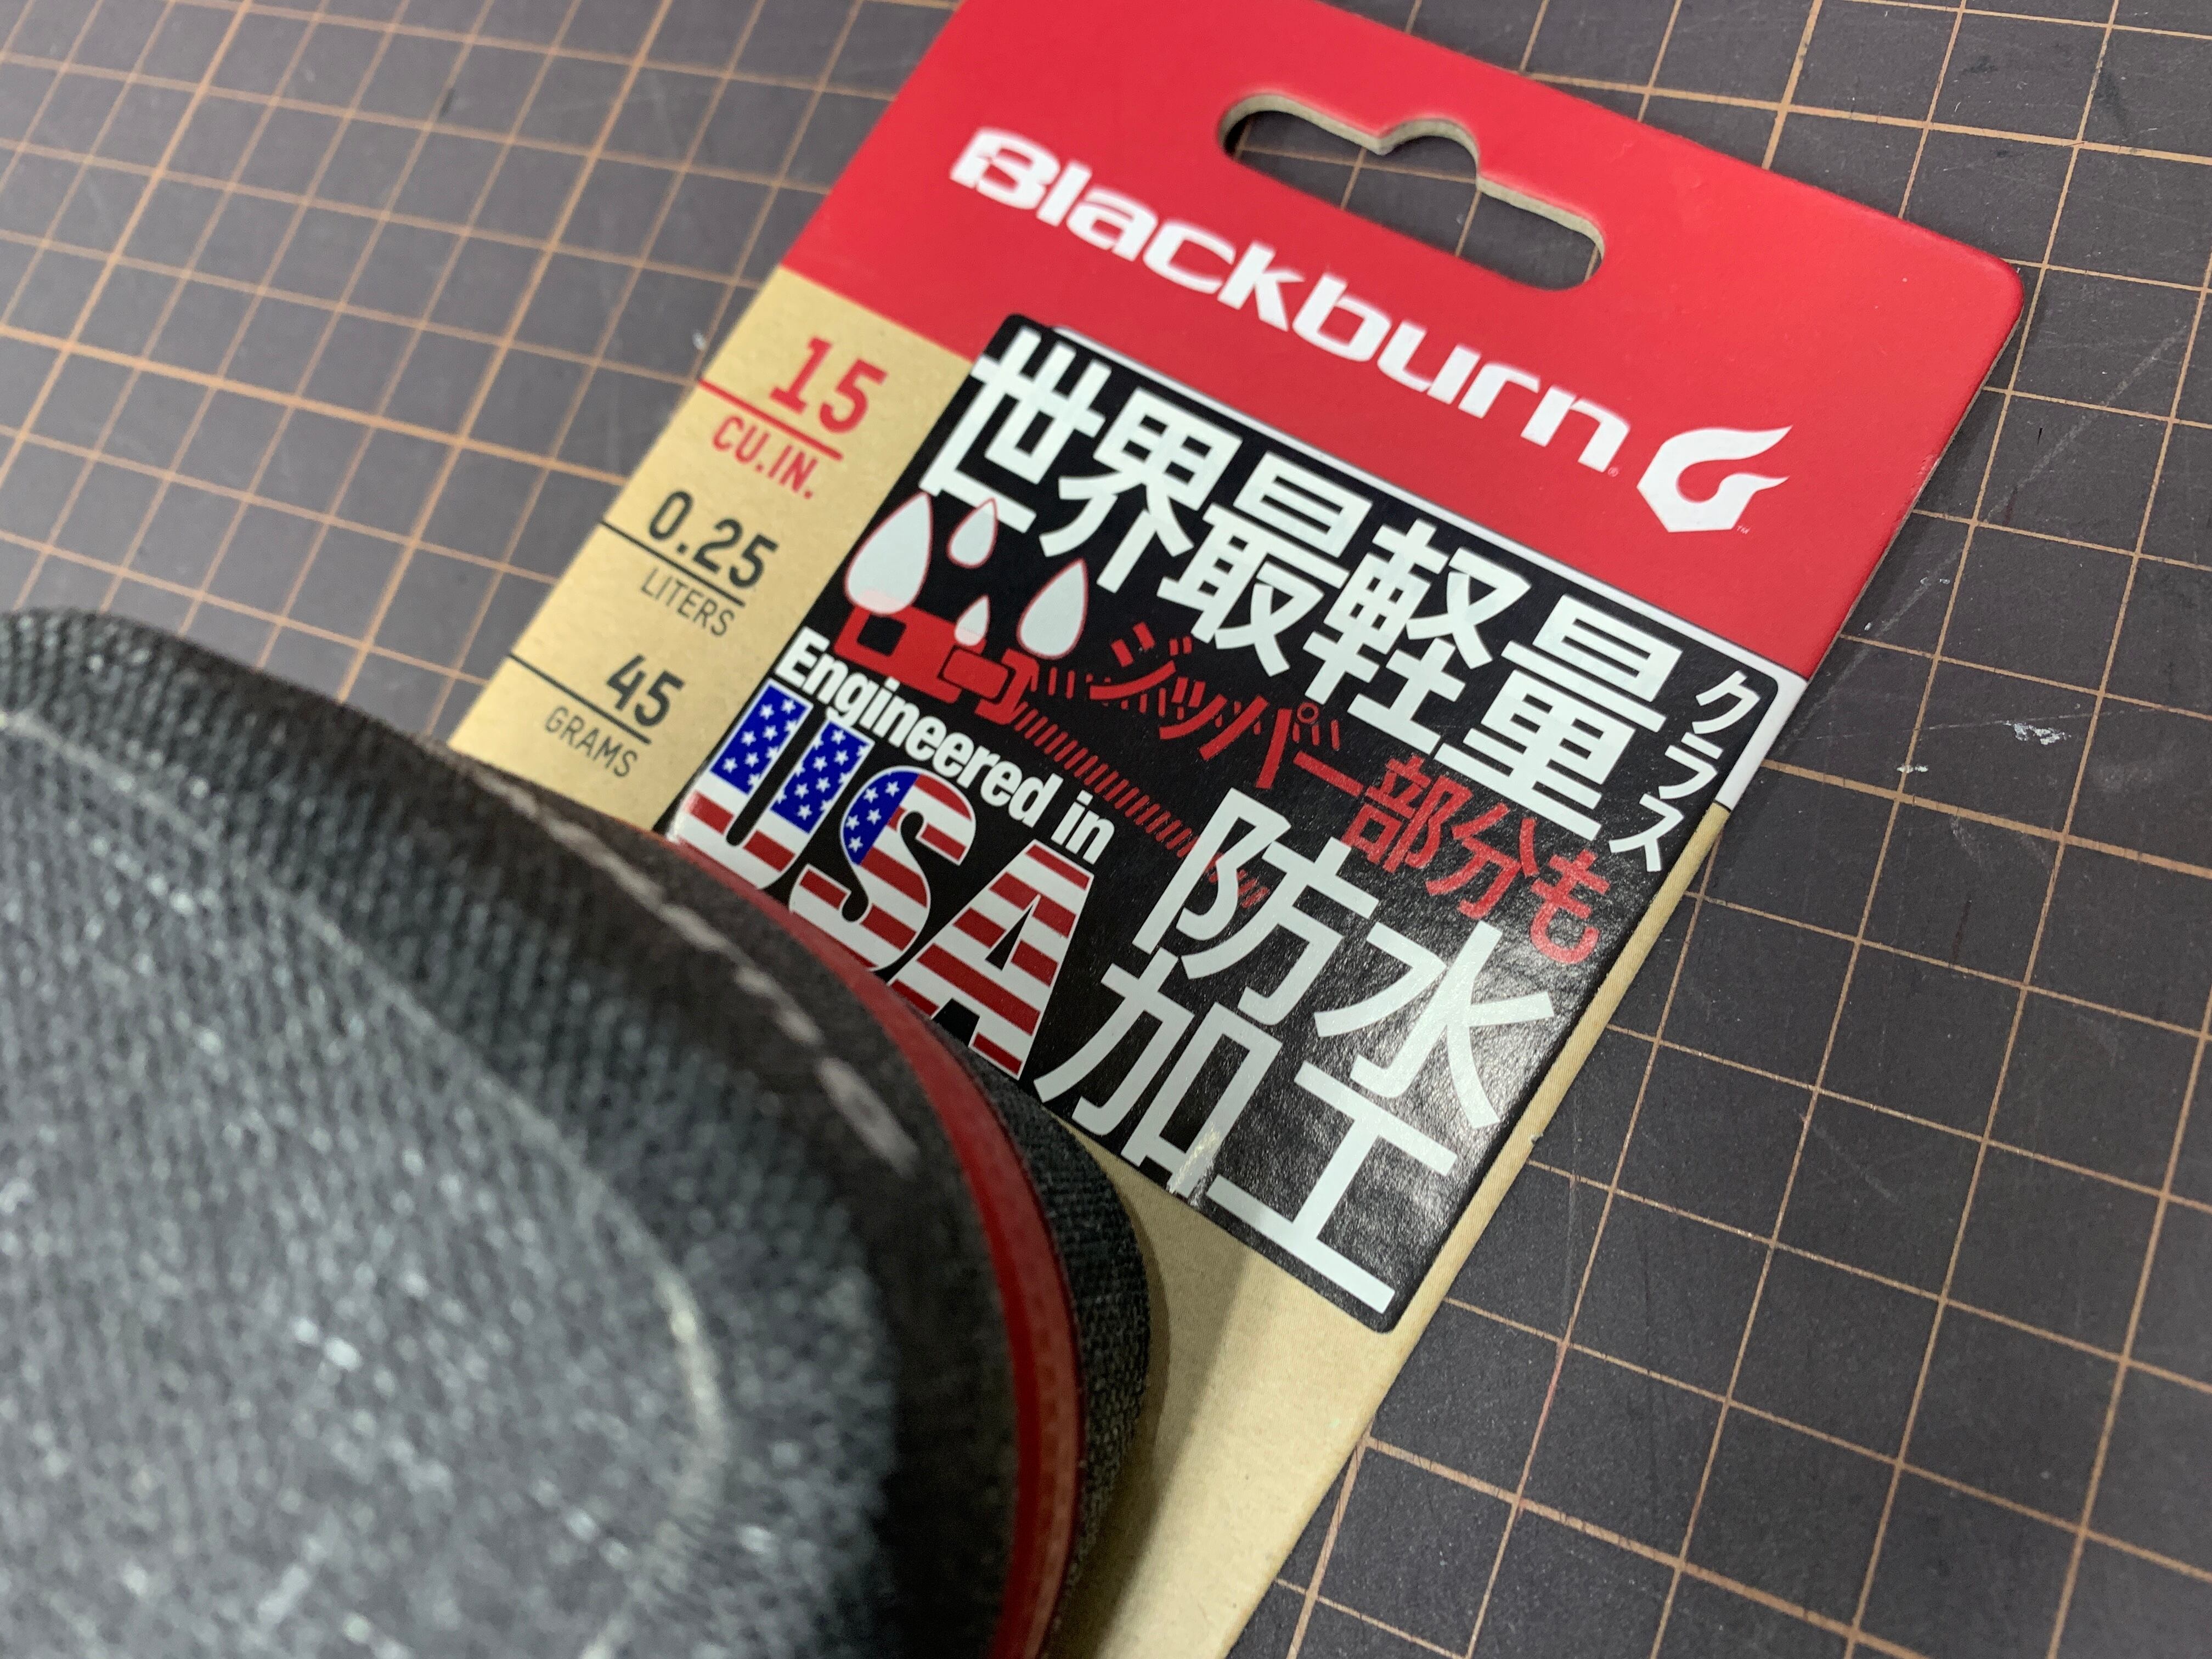 Blackburn
15
CU.IN.
0.25
LITERS
45
GRAMS
世界最軽量クラス
ジッパー部分も
防水
加工
Engineered in
USA